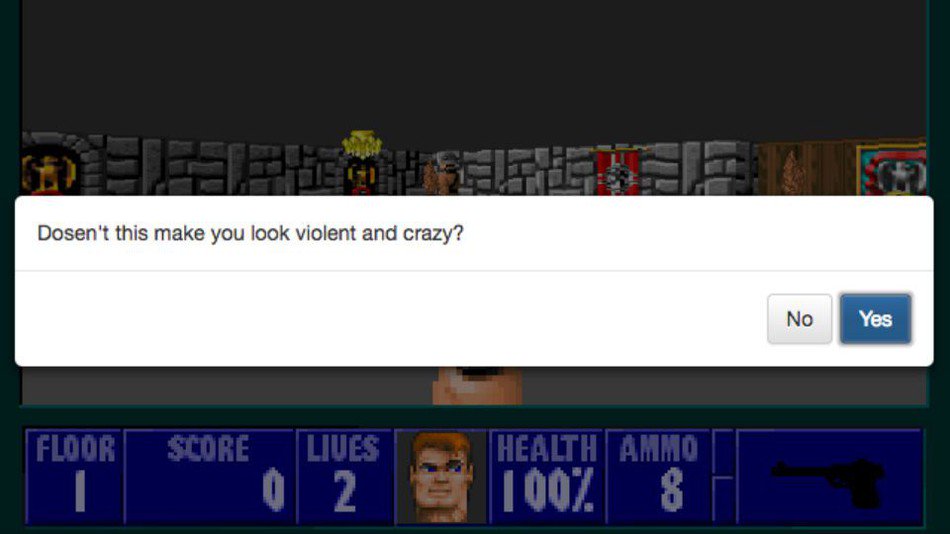 Dosen't this make you look violent and crazy?
No Yes
FLOOR SCORE LIVES HEALTH AMMO
1 0 2 100% 8